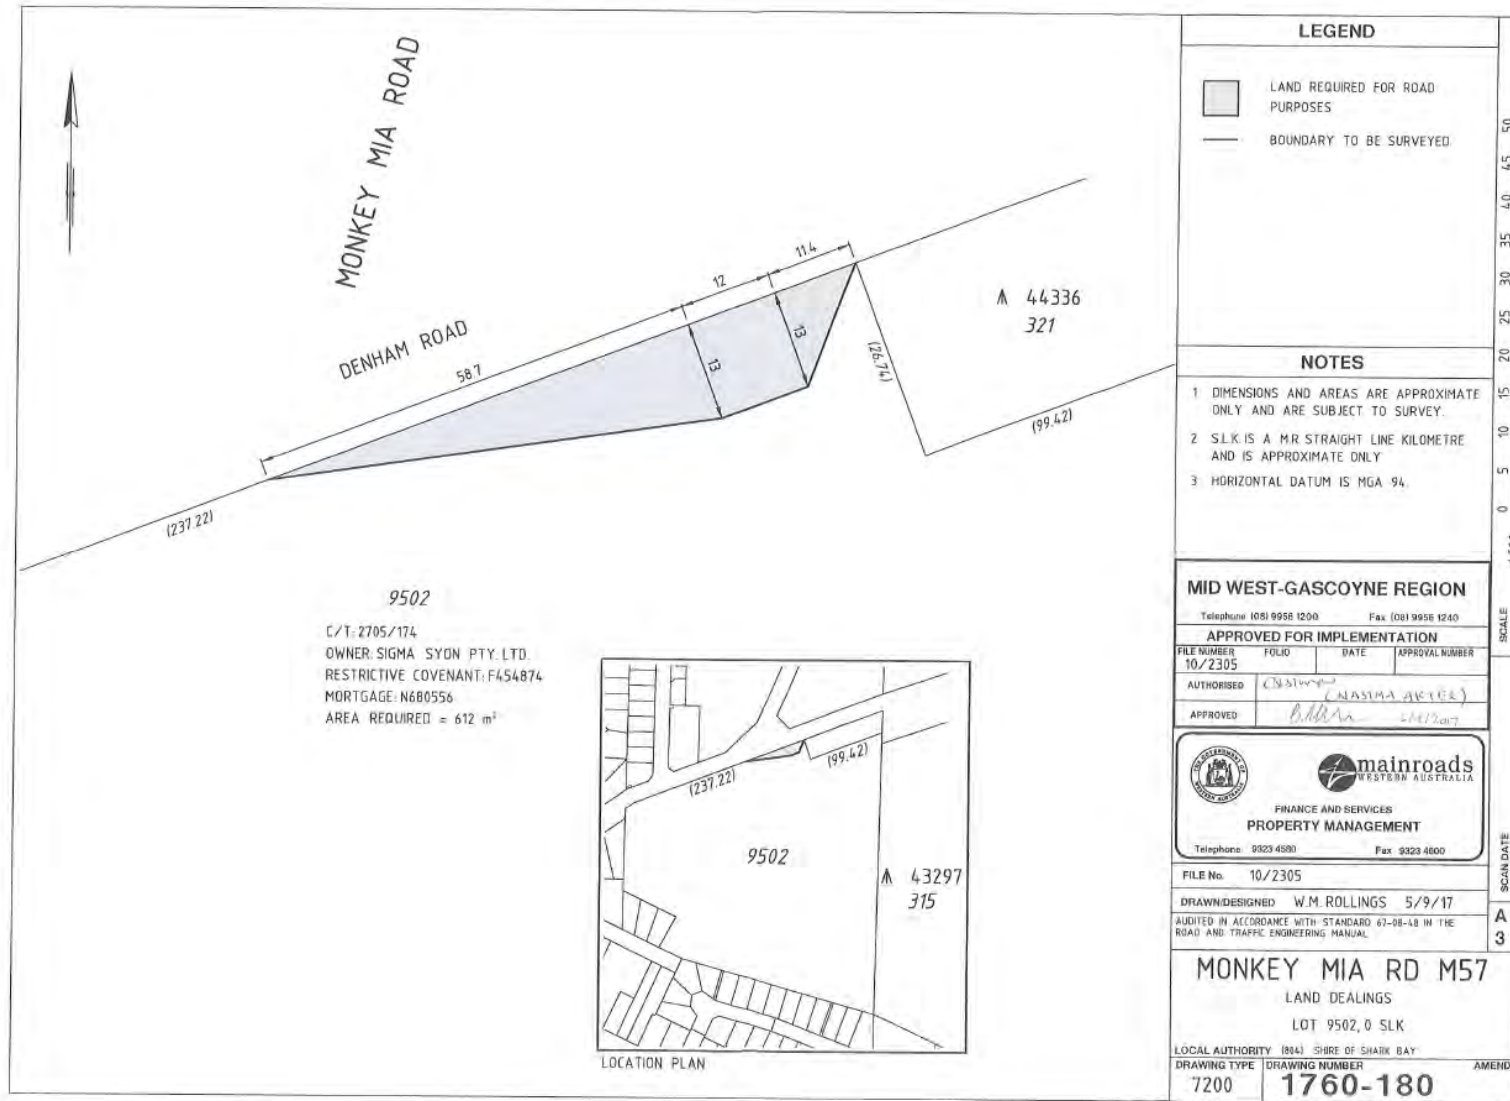 MONKEY MIA ROAD
DENHAM ROAD
58.7
12
11.4
13
13
(26.74)
(99.42)
(237.22)
44336
321
9502
C/T: 2705/174
OWNER: SIGMA SYON PTY. LTD.
RESTRICTIVE COVENANT: F454874
MORTGAGE: N680556
AREA REQUIRED = 612 m²
(237.22)
(99.42)
9502
43297
315
LOCATION PLAN
LEGEND
LAND REQUIRED FOR ROAD
PURPOSES
BOUNDARY TO BE SURVEYED
NOTES
1 DIMENSIONS AND AREAS ARE APPROXIMATE
ONLY AND ARE SUBJECT TO SURVEY.
2 S.L.K IS A M.R STRAIGHT LINE KILOMETRE
AND IS APPROXIMATE ONLY
3 HORIZONTAL DATUM IS MGA 94.
MID WEST-GASCOYNE REGION
Telephone (08) 9956 1200 Fax (08) 9956 1240
APPROVED FOR IMPLEMENTATION
FILE NUMBER FOLIO DATE APPROVAL NUMBER
10/2305
AUTHORISED (NASIMA AKTER)
APPROVED
mainroads
WESTERN AUSTRALIA
FINANCE AND SERVICES
PROPERTY MANAGEMENT
Telephone 9323 4580 Fax 9323 4600
FILE No. 10/2305
DRAWN/DESIGNED W.M. ROLLINGS 5/9/17
AUDITED IN ACCORDANCE WITH STANDARD 67-08-48 IN THE
ROAD AND TRAFFIC ENGINEERING MANUAL
MONKEY MIA RD M57
LAND DEALINGS
LOT 9502, 0 SLK
LOCAL AUTHORITY (804) SHIRE OF SHARK BAY
DRAWING TYPE DRAWING NUMBER AMEND
7200 1760-180
50
45
40
35
30
25
20
15
10
5
0
SCALE
SCAN DATE
A
3